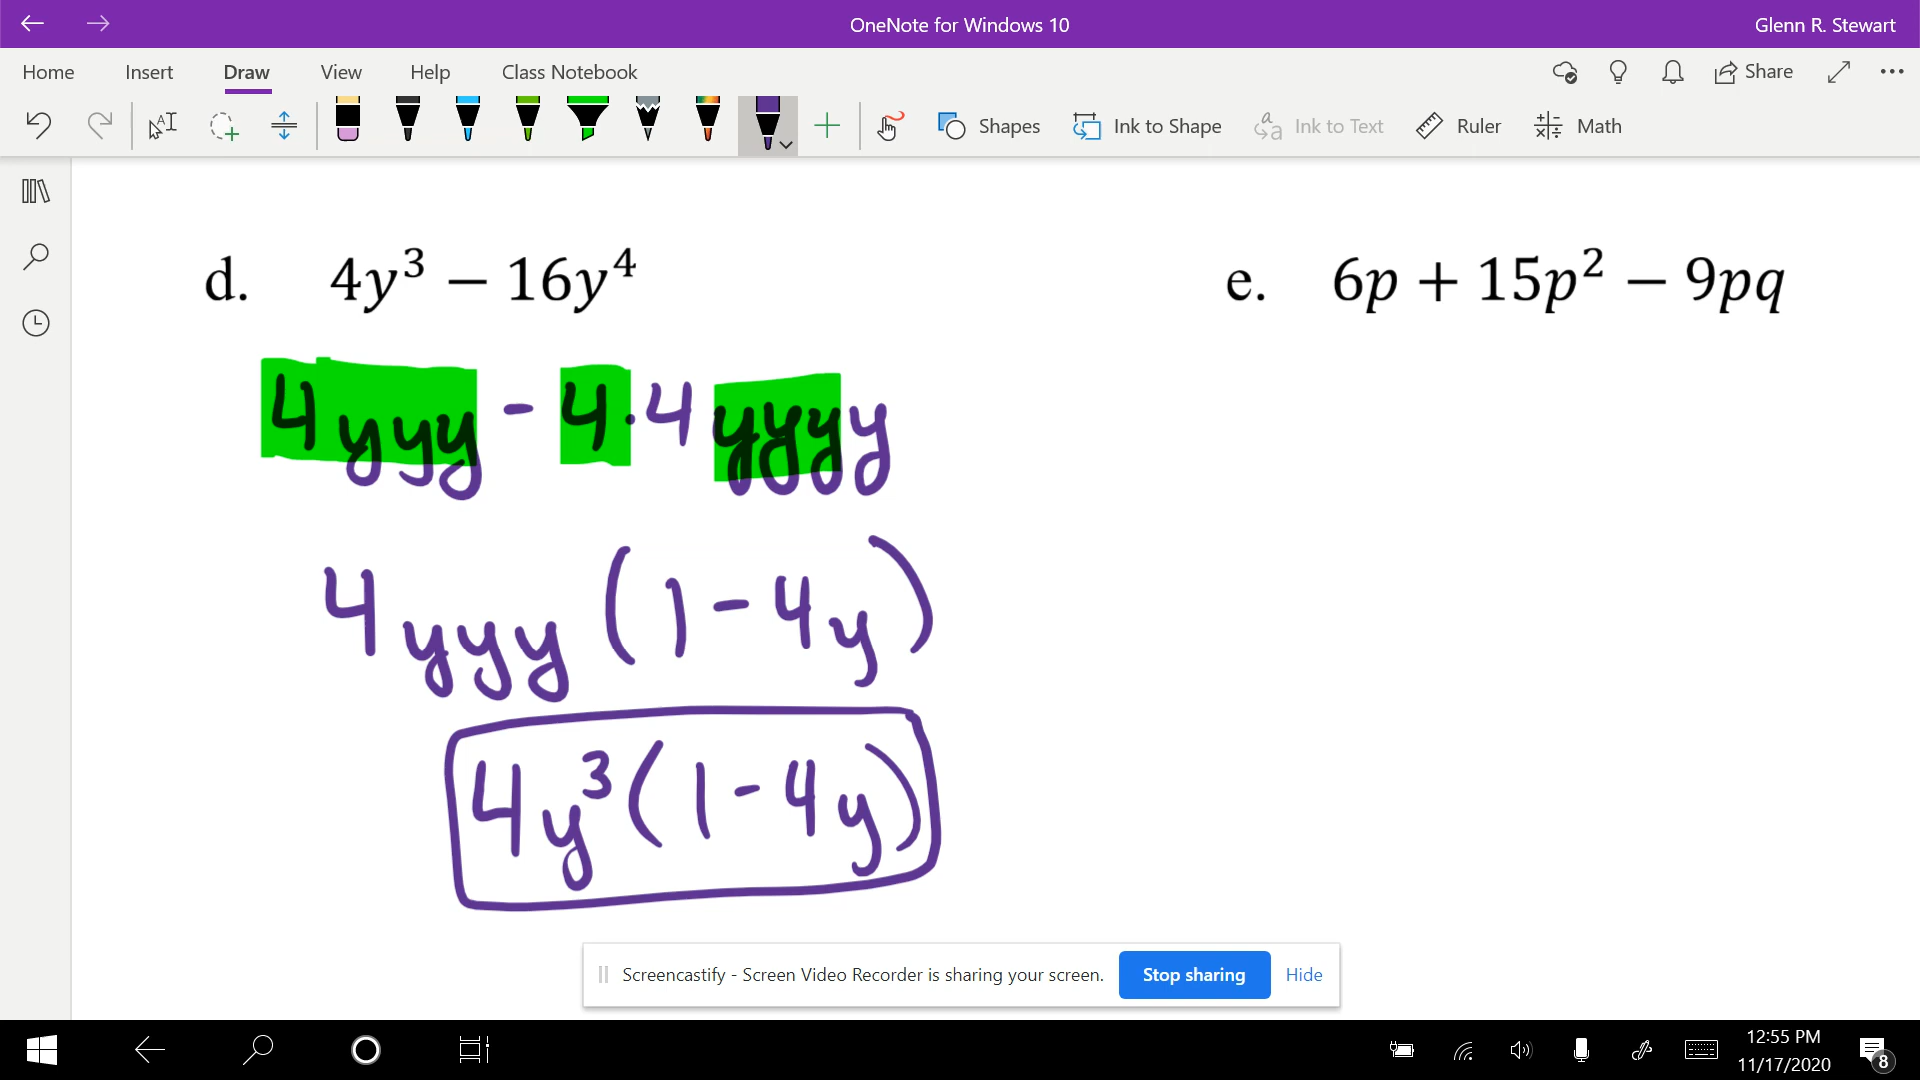 OneNote for Windows 10
Glenn R. Stewart
Home Insert Draw View Help Class Notebook Share
Shapes Ink to Shape Ink to Text Ruler Math
d. 4y³ − 16y⁴
e. 6p + 15p² − 9pq
4yyy - 4·4yyyy
4yyy(1-4y)
4y³(1-4y)
Screencastify - Screen Video Recorder is sharing your screen. Stop sharing Hide
12:55 PM
11/17/2020
8